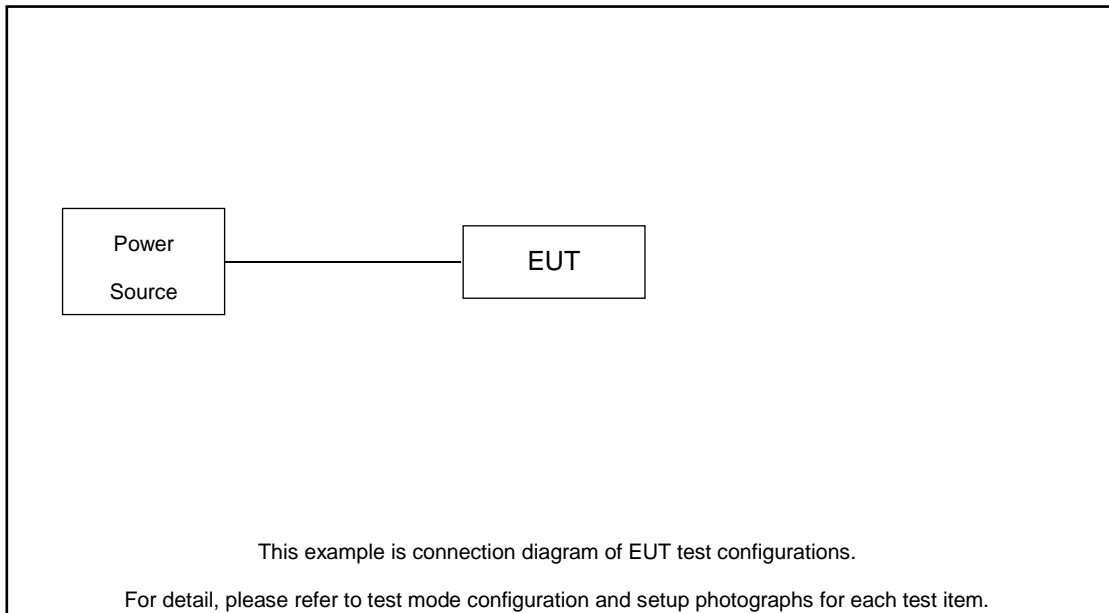 Power
Source
EUT
This example is connection diagram of EUT test configurations.
For detail, please refer to test mode configuration and setup photographs for each test item.